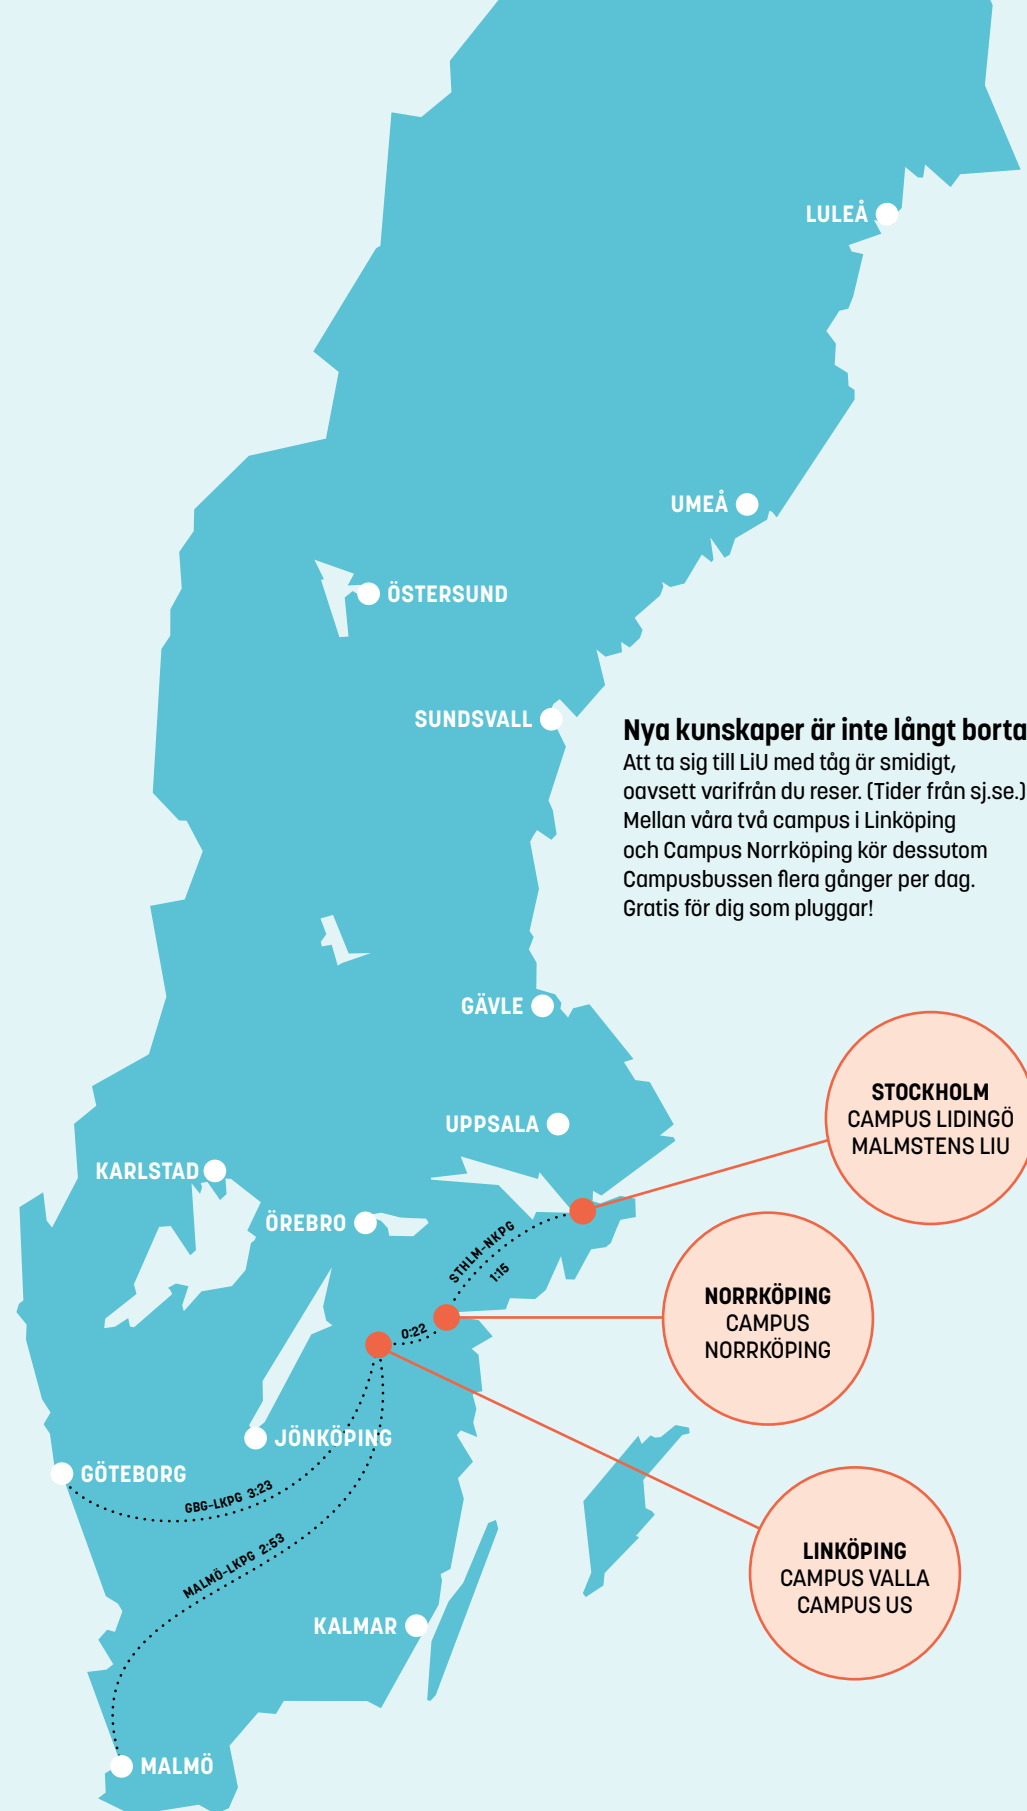 LULEÅ
UMEÅ
ÖSTERSUND
SUNDSVALL
Nya kunskaper är inte långt borta
Att ta sig till LiU med tåg är smidigt,
oavsett varifrån du reser. (Tider från sj.se.)
Mellan våra två campus i Linköping
och Campus Norrköping kör dessutom
Campusbussen flera gånger per dag.
Gratis för dig som pluggar!
GÄVLE
STOCKHOLM
CAMPUS LIDINGÖ
MALMSTENS LIU
UPPSALA
KARLSTAD
ÖREBRO
STHLM-NKPG
1:15
NORRKÖPING
CAMPUS
NORRKÖPING
0:22
JÖNKÖPING
GÖTEBORG
GBG-LKPG 3:23
MALMÖ-LKPG 2:53
LINKÖPING
CAMPUS VALLA
CAMPUS US
KALMAR
MALMÖ